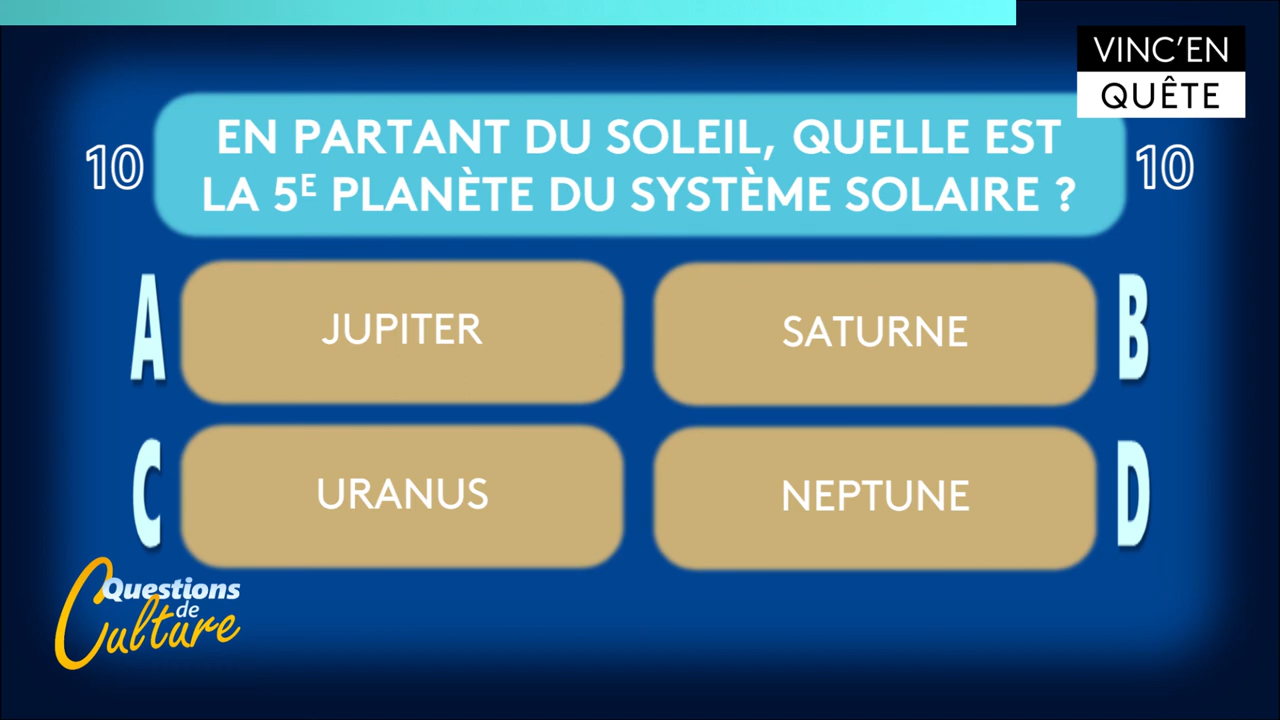 VINC'EN
QUÊTE
10
EN PARTANT DU SOLEIL, QUELLE EST
LA 5E PLANÈTE DU SYSTÈME SOLAIRE ?
10
A
JUPITER
SATURNE
B
C
URANUS
NEPTUNE
D
Questions
de
Culture